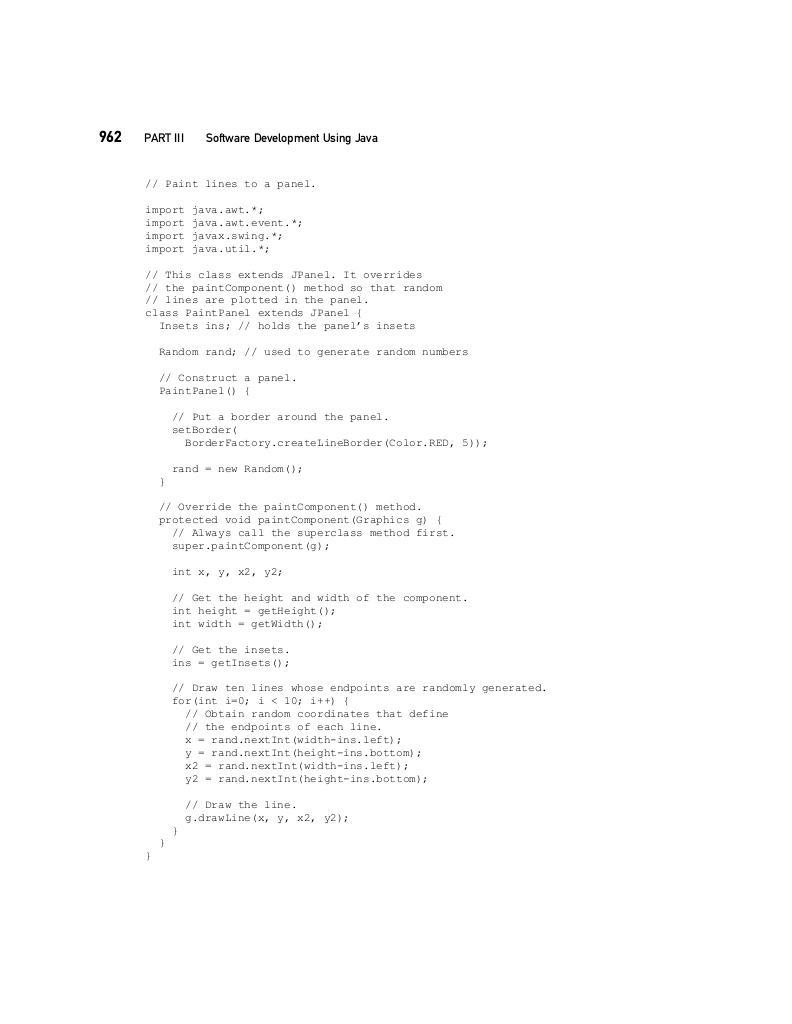 962 PART III Software Development Using Java
// Paint lines to a panel.
import java.awt.*;
import java.awt.event.*;
import javax.swing.*;
import java.util.*;
// This class extends JPanel. It overrides
// the paintComponent() method so that random
// lines are plotted in the panel.
class PaintPanel extends JPanel {
  Insets ins; // holds the panel's insets
  Random rand; // used to generate random numbers
  // Construct a panel.
  PaintPanel() {
    // Put a border around the panel.
    setBorder(
      BorderFactory.createLineBorder(Color.RED, 5));
    rand = new Random();
  }
  // Override the paintComponent() method.
  protected void paintComponent(Graphics g) {
    // Always call the superclass method first.
    super.paintComponent(g);
    int x, y, x2, y2;
    // Get the height and width of the component.
    int height = getHeight();
    int width = getWidth();
    // Get the insets.
    ins = getInsets();
    // Draw ten lines whose endpoints are randomly generated.
    for(int i=0; i < 10; i++) {
      // Obtain random coordinates that define
      // the endpoints of each line.
      x = rand.nextInt(width-ins.left);
      y = rand.nextInt(height-ins.bottom);
      x2 = rand.nextInt(width-ins.left);
      y2 = rand.nextInt(height-ins.bottom);
      // Draw the line.
      g.drawLine(x, y, x2, y2);
    }
  }
}